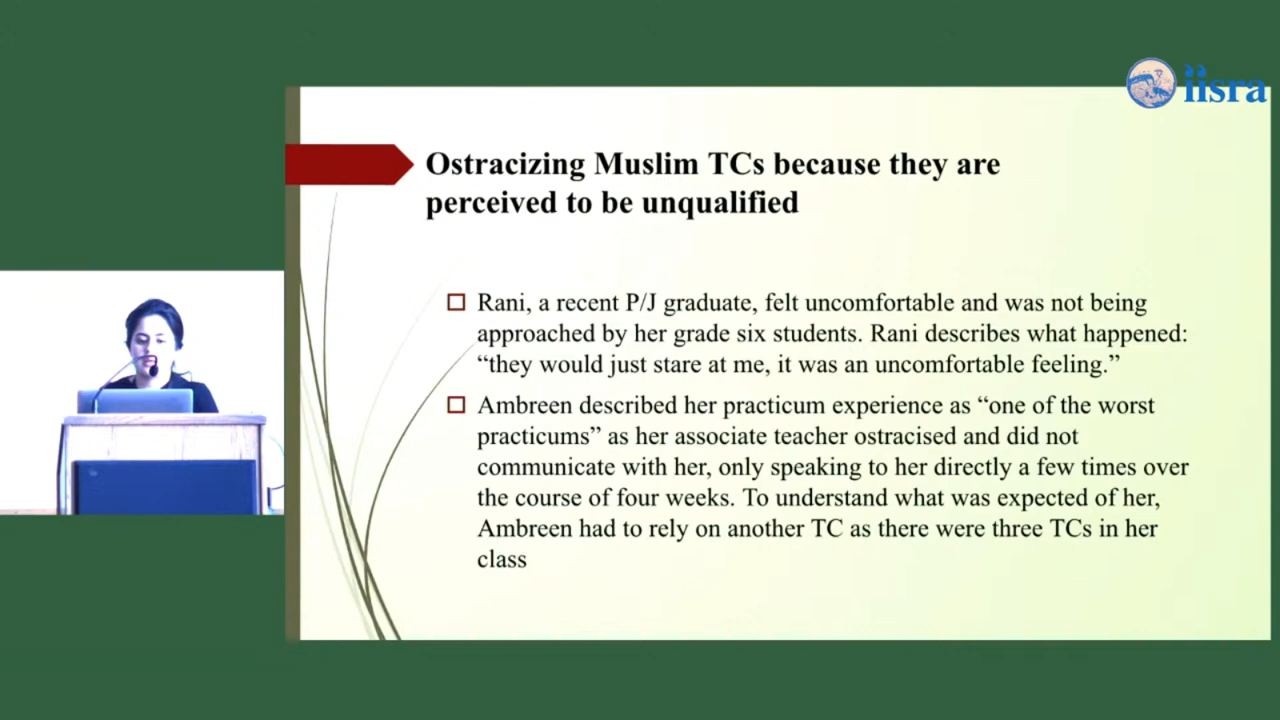 iisra
Ostracizing Muslim TCs because they are
perceived to be unqualified
Rani, a recent P/J graduate, felt uncomfortable and was not being
approached by her grade six students. Rani describes what happened:
“they would just stare at me, it was an uncomfortable feeling.”
Ambreen described her practicum experience as “one of the worst
practicums” as her associate teacher ostracised and did not
communicate with her, only speaking to her directly a few times over
the course of four weeks. To understand what was expected of her,
Ambreen had to rely on another TC as there were three TCs in her
class